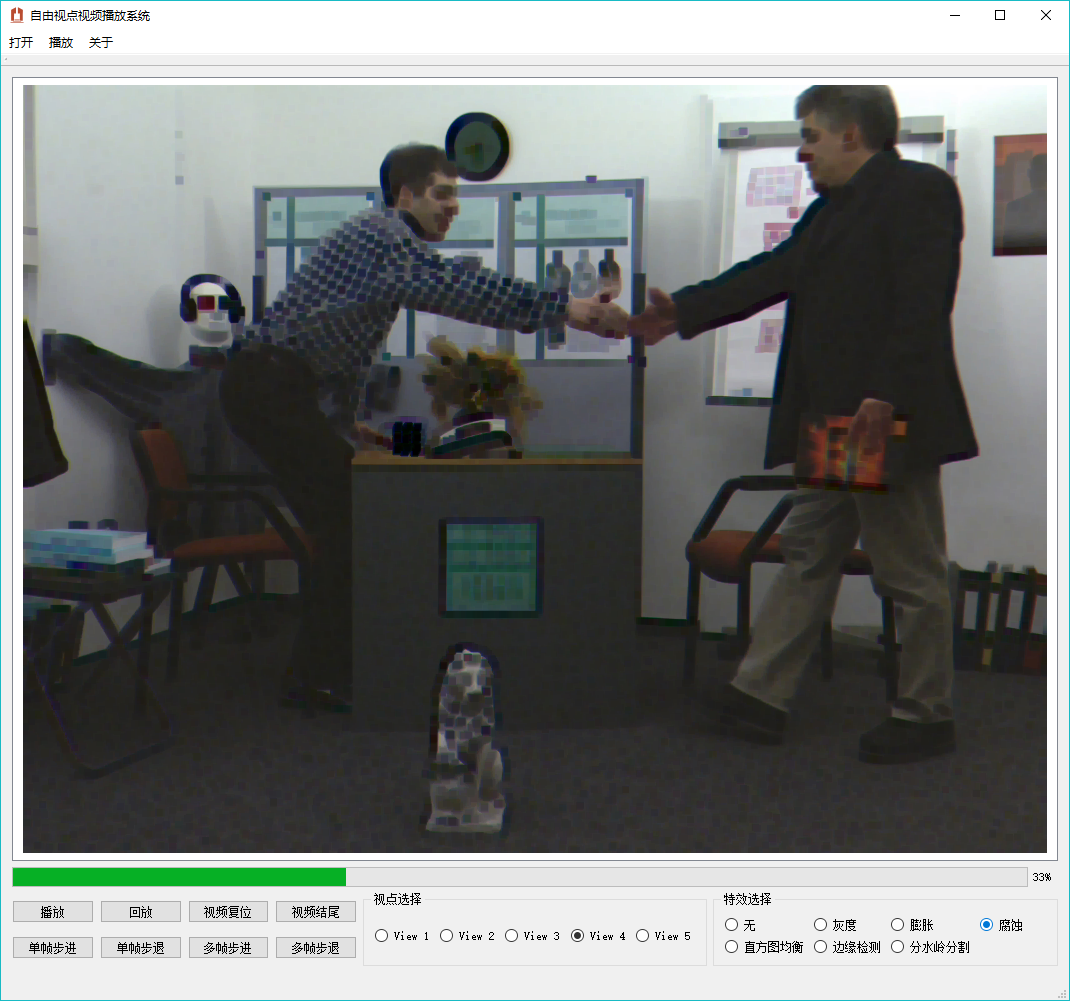 自由视点视频播放系统
打开 播放 关于
33%
播放 回放 视频复位 视频结尾
单帧步进 单帧步退 多帧步进 多帧步退
视点选择
View 1 View 2 View 3 View 4 View 5
特效选择
无 灰度 膨胀 腐蚀
直方图均衡 边缘检测 分水岭分割